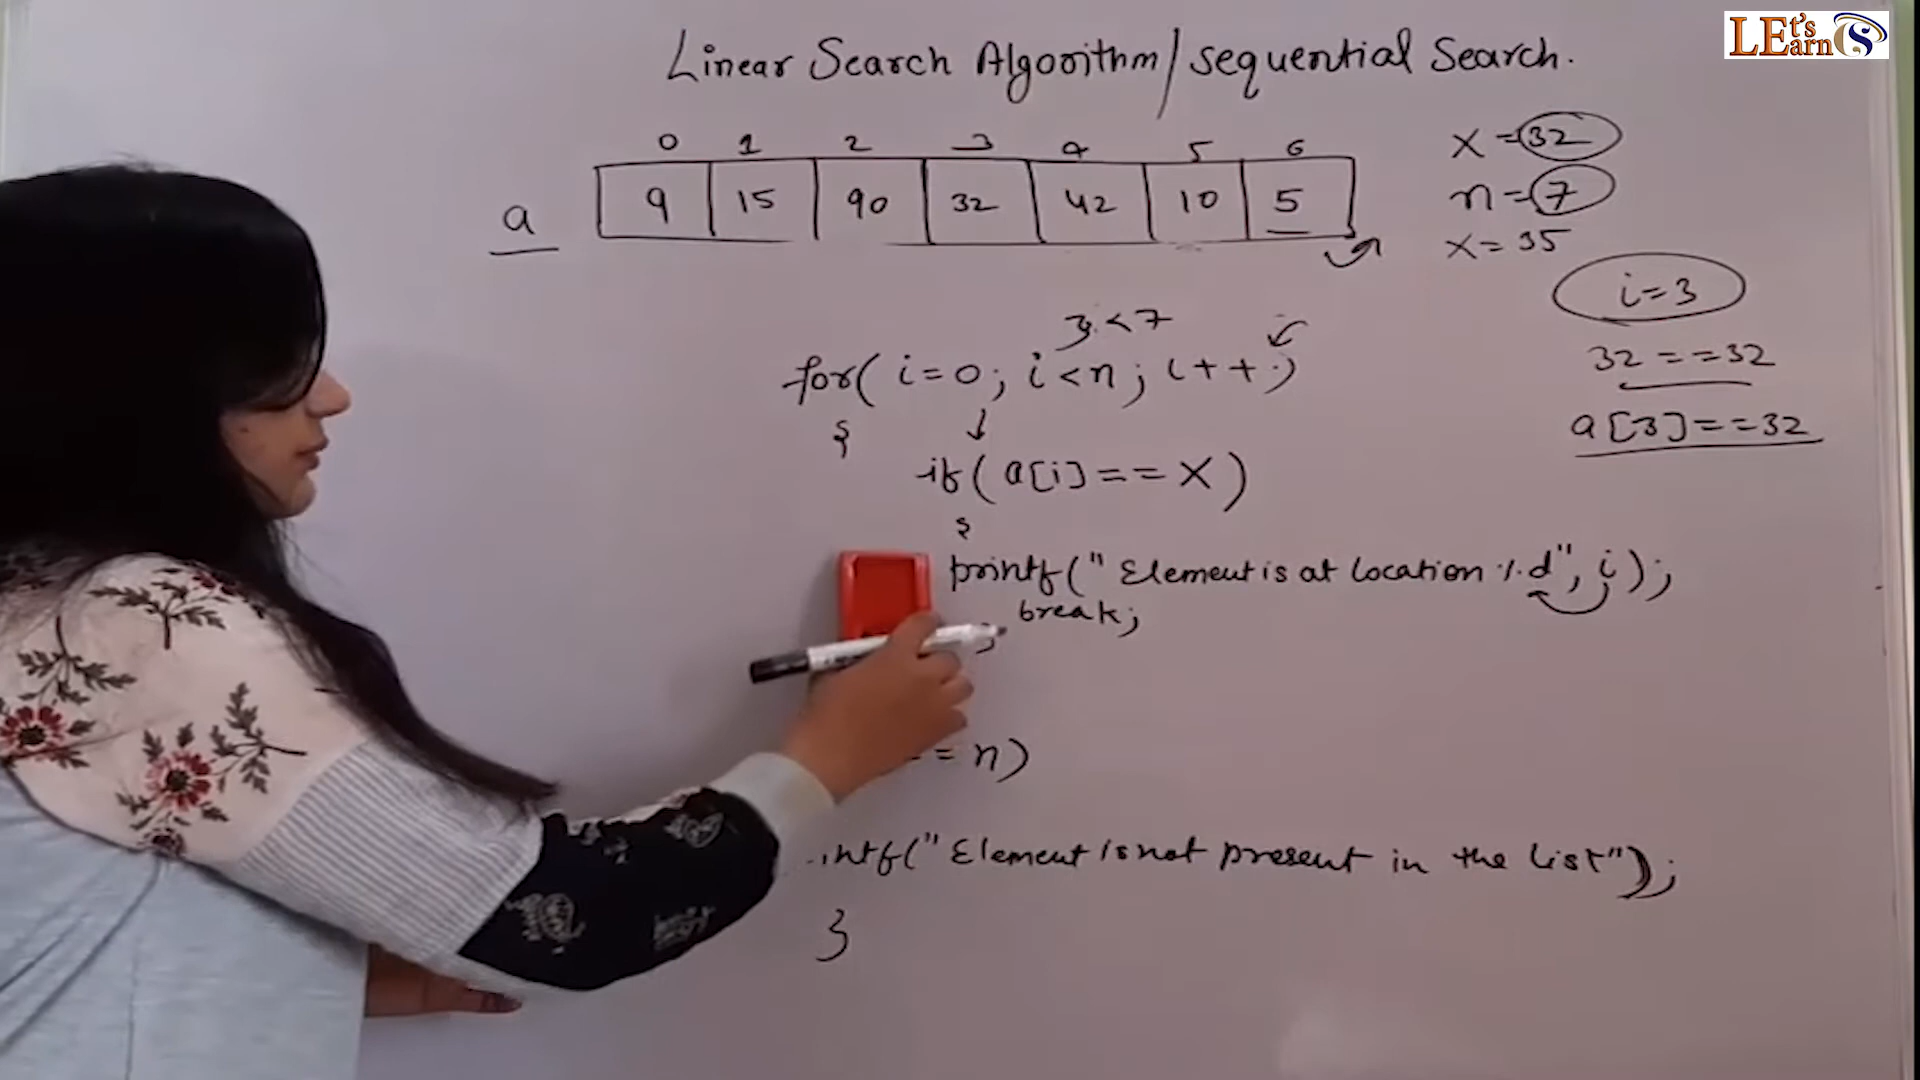 LEt's Earn CS
Linear Search Algorithm/sequential Search.
0 1 2 3 4 5 6
a 9 15 90 32 42 10 5
x = 32
n = 7
x = 35
i=3
32 == 32
a[3]==32
3 < 7
for( i=0; i<n; i++)
{
if( a[i]==X)
{
printf(" Element is at location %d", i);
break;
}
= n)
intf(" Element is not present in the list");
}